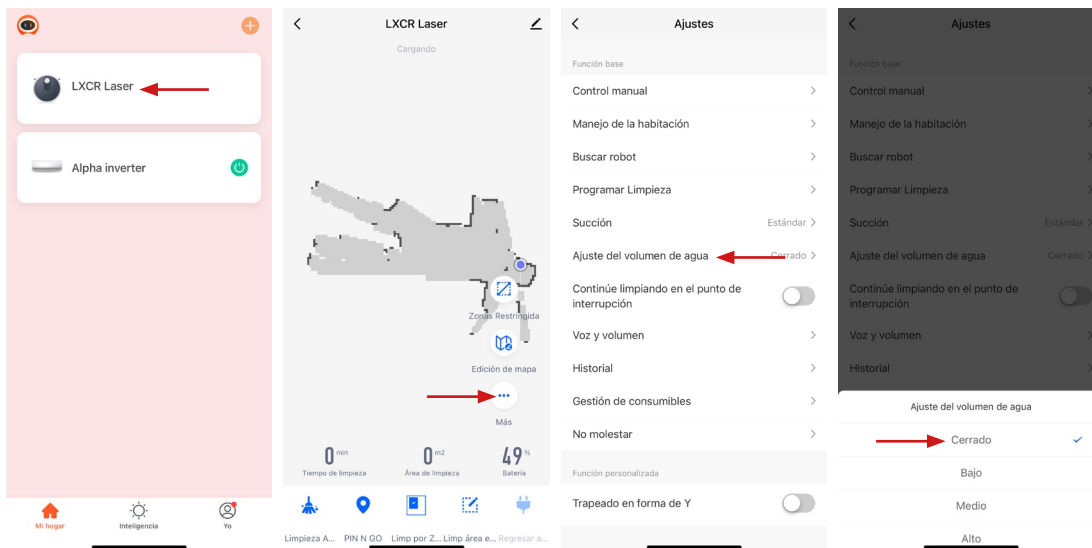 LXCR Laser
Alpha inverter
Mi hogar
Inteligencia
Yo
LXCR Laser
Cargando
Zonas Restringida
Edición de mapa
Más
0 min
Tiempo de limpieza
0 m2
Área de limpieza
49 %
Batería
Limpieza A...
PIN N GO
Limp por Z...
Limp área e...
Regresar a...
Ajustes
Función base
Control manual
Manejo de la habitación
Buscar robot
Programar Limpieza
Succión
Estándar
Ajuste del volumen de agua
Cerrado
Continúe limpiando en el punto de
interrupción
Voz y volumen
Historial
Gestión de consumibles
No molestar
Función personalizada
Trapeado en forma de Y
Ajustes
Función base
Control manual
Manejo de la habitación
Buscar robot
Programar Limpieza
Succión
Estándar
Ajuste del volumen de agua
Cerrado
Continúe limpiando en el punto de
interrupción
Voz y volumen
Historial
Ajuste del volumen de agua
Cerrado
Bajo
Medio
Alto